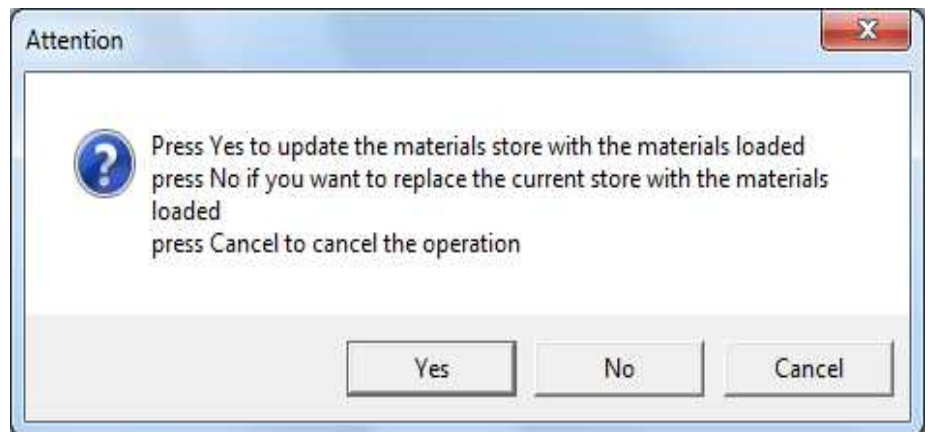 Attention
Press Yes to update the materials store with the materials loaded
press No if you want to replace the current store with the materials
loaded
press Cancel to cancel the operation
Yes No Cancel